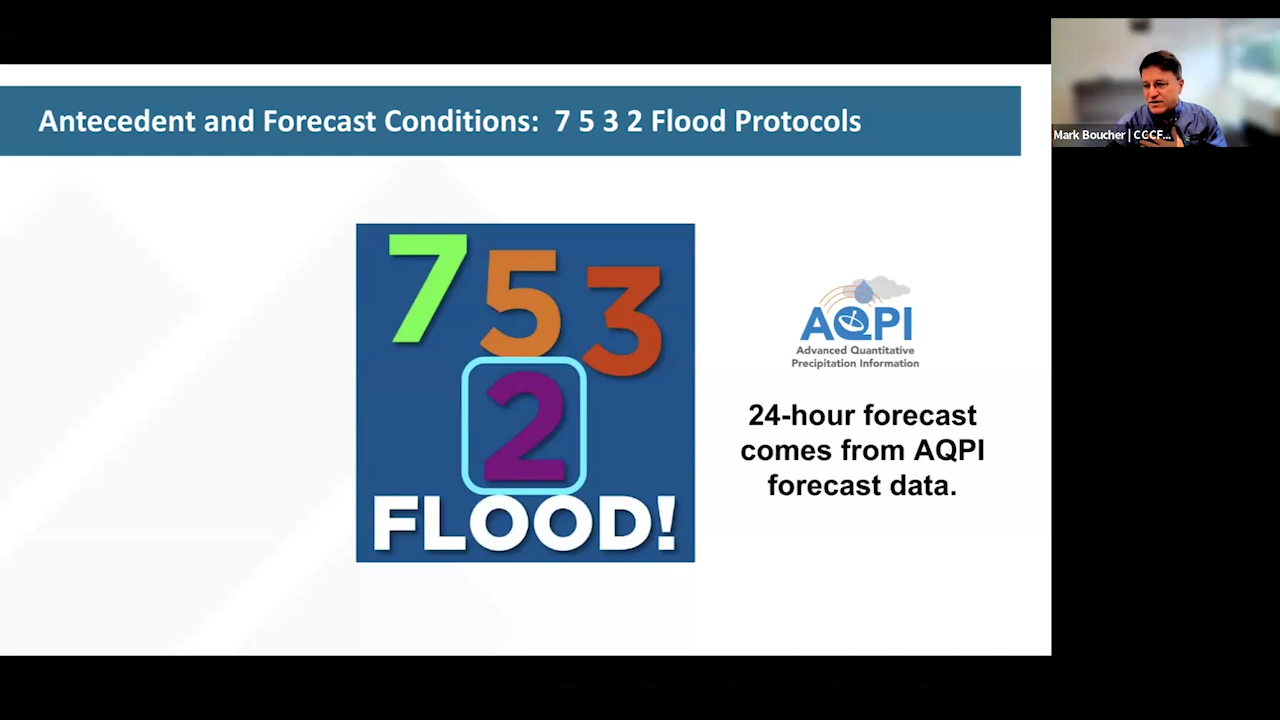 Antecedent and Forecast Conditions:  7 5 3 2 Flood Protocols
7 5 3
2
FLOOD!
AQPI
Advanced Quantitative
Precipitation Information
24-hour forecast
comes from AQPI
forecast data.
Mark Boucher | CCCF...